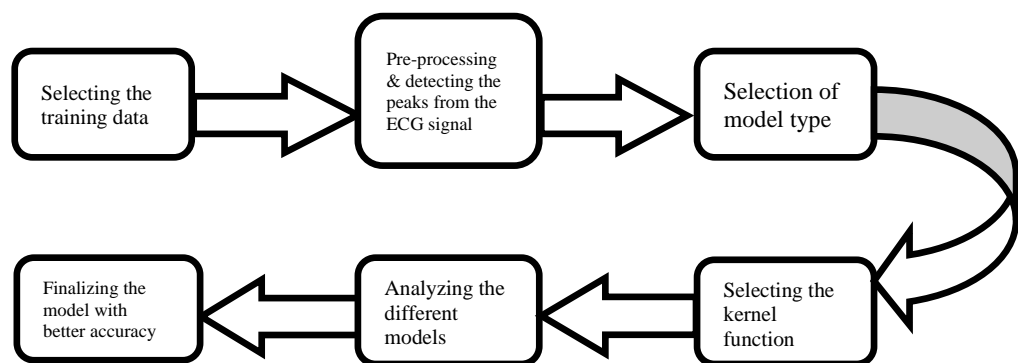 Selecting the
training data
Pre-processing
& detecting the
peaks from the
ECG signal
Selection of
model type
Selecting the
kernel
function
Analyzing the
different
models
Finalizing the
model with
better accuracy